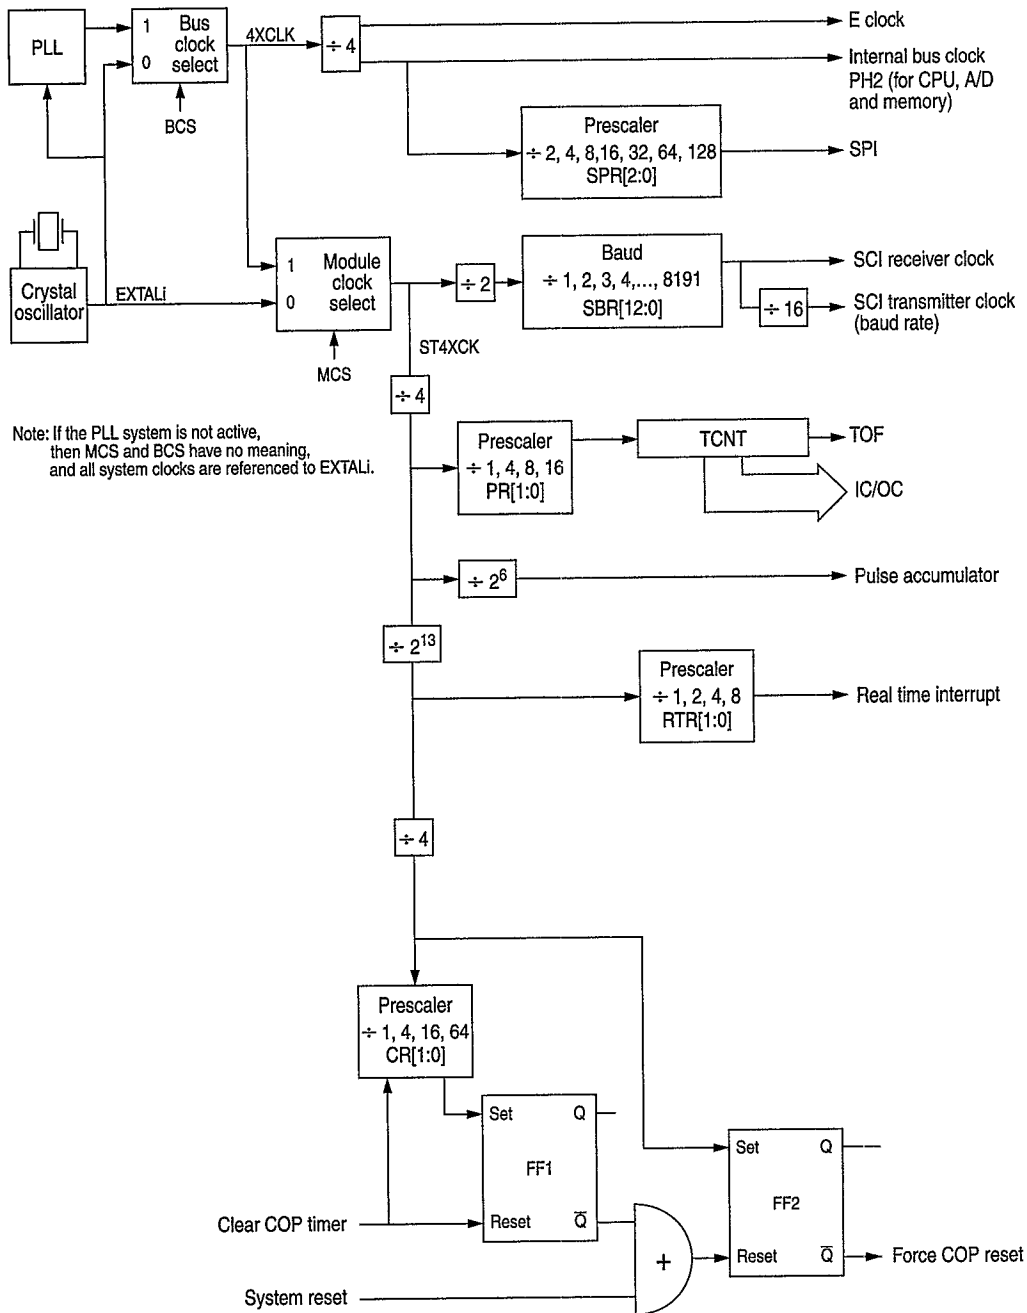 PLL
1
0
Bus
clock
select
BCS
4XCLK
÷ 4
E clock
Internal bus clock
PH2 (for CPU, A/D
and memory)
Prescaler
÷ 2, 4, 8,16, 32, 64, 128
SPR[2:0]
SPI
Crystal
oscillator
EXTALi
1
0
Module
clock
select
MCS
÷ 2
Baud
÷ 1, 2, 3, 4,..., 8191
SBR[12:0]
SCI receiver clock
÷ 16
SCI transmitter clock
(baud rate)
ST4XCK
÷ 4
Note: If the PLL system is not active,
then MCS and BCS have no meaning,
and all system clocks are referenced to EXTALi.
Prescaler
÷ 1, 4, 8, 16
PR[1:0]
TCNT
TOF
IC/OC
÷ 2⁶
Pulse accumulator
÷ 2¹³
Prescaler
÷ 1, 2, 4, 8
RTR[1:0]
Real time interrupt
÷ 4
Prescaler
÷ 1, 4, 16, 64
CR[1:0]
Set
Q
FF1
Reset
Q̅
Clear COP timer
Set
Q
FF2
Reset
Q̅
Force COP reset
+
System reset